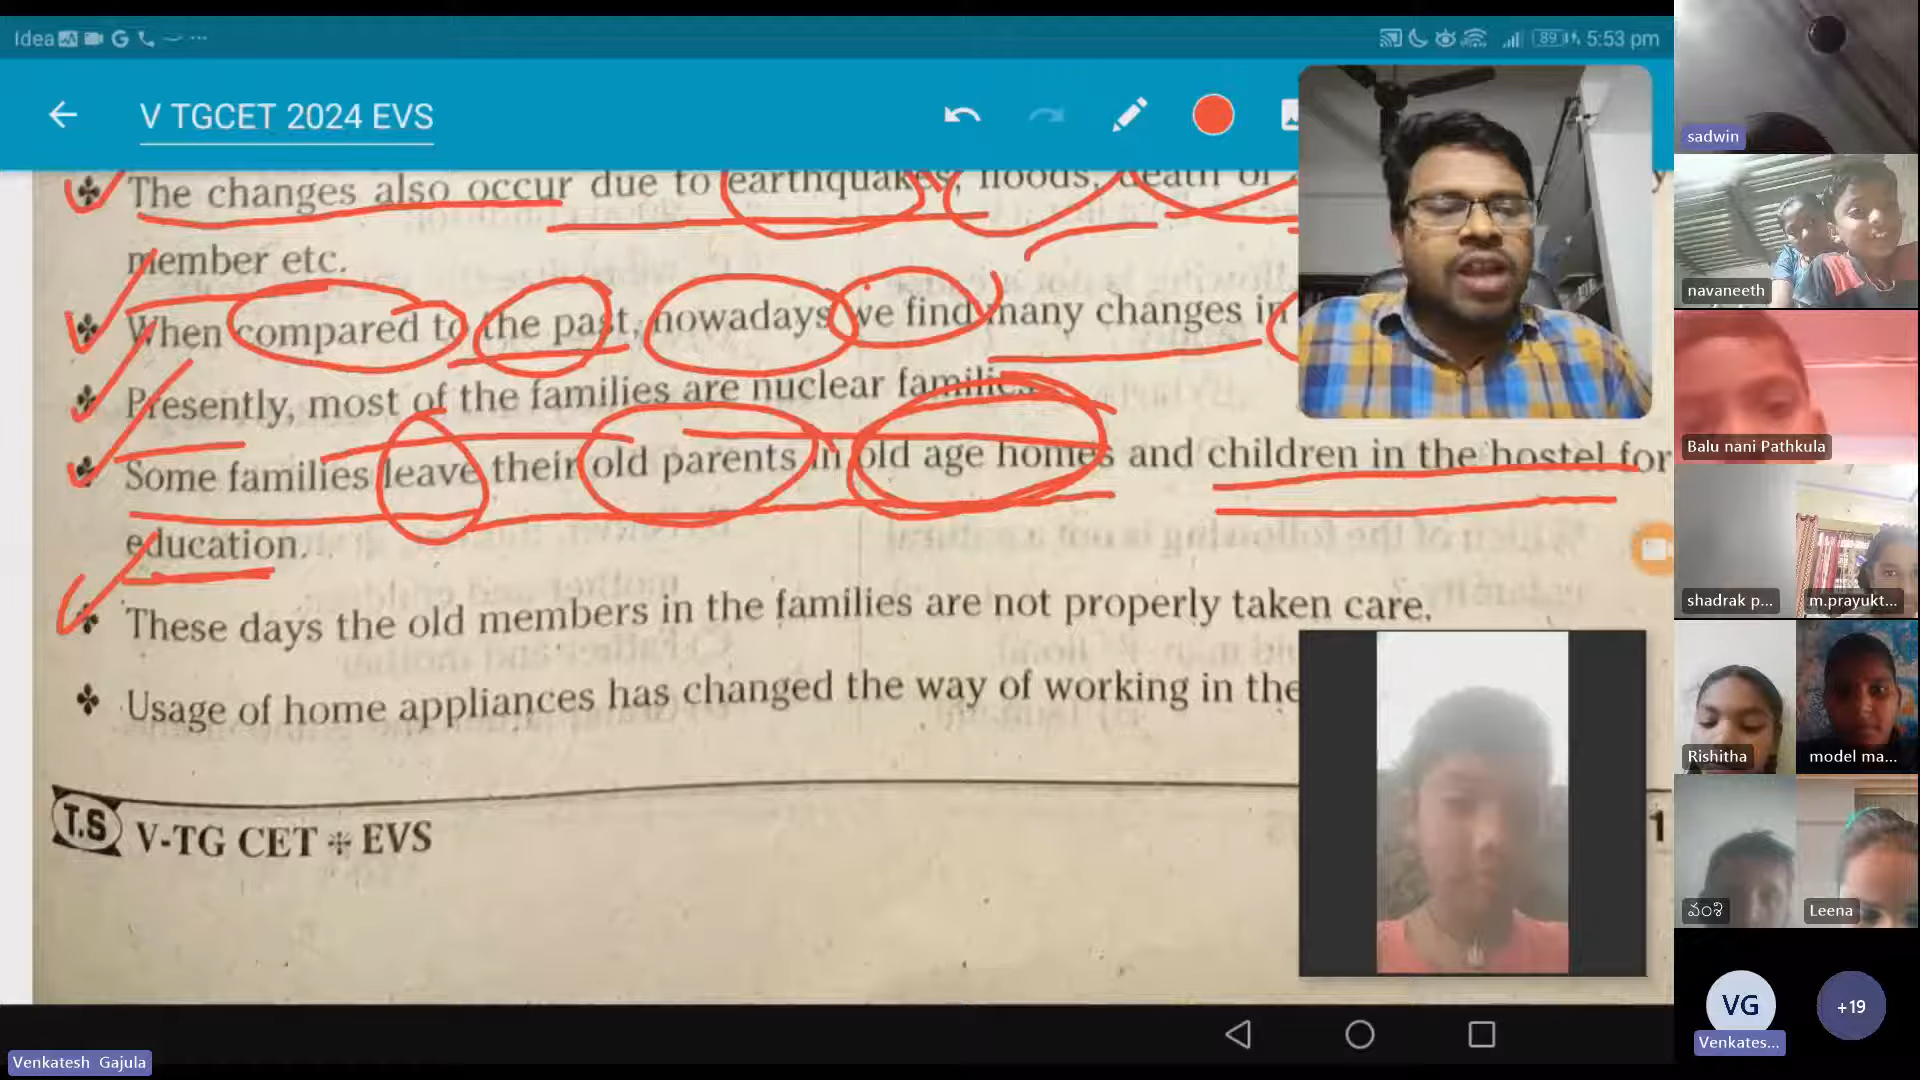 Idea
89 5:53 pm
V TGCET 2024 EVS
The changes also occur due to earthquakes, floods, death of
y
member etc.
When compared to the past, nowadays we find many changes in
Presently, most of the families are nuclear families.
Some families leave their old parents in old age homes and children in the hostel for
education.
These days the old members in the families are not properly taken care.
Usage of home appliances has changed the way of working in the
T.S V-TG CET EVS
1
Venkatesh Gajula
sadwin
navaneeth
Balu nani Pathkula
shadrak p...
m.prayukt...
Rishitha
model ma...
వంశి
Leena
VG
+19
Venkates...